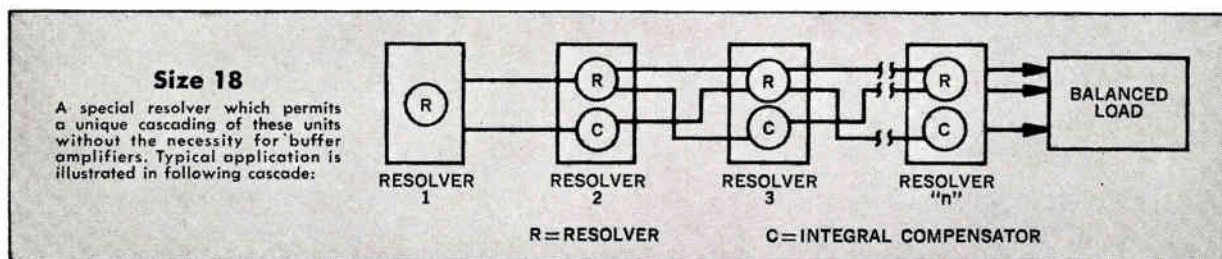 Size 18
A special resolver which permits
a unique cascading of these units
without the necessity for buffer
amplifiers. Typical application is
illustrated in following cascade:
R
RESOLVER
1
R
C
RESOLVER
2
R
C
RESOLVER
3
R
C
RESOLVER
"n"
BALANCED
LOAD
R=RESOLVER
C=INTEGRAL COMPENSATOR